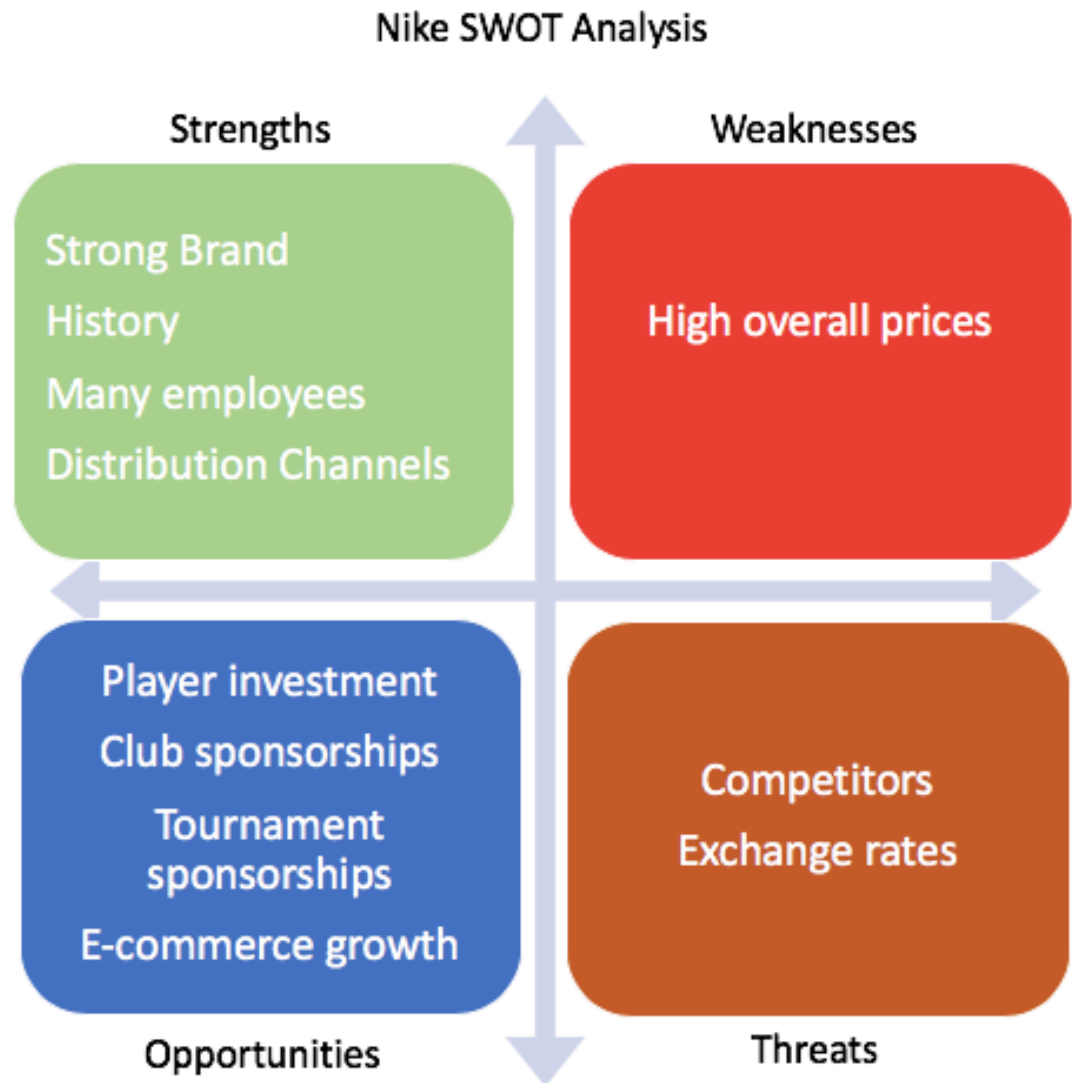 Nike SWOT Analysis
Strengths
Weaknesses
Strong Brand
History
Many employees
Distribution Channels
High overall prices
Player investment
Club sponsorships
Tournament
sponsorships
E-commerce growth
Competitors
Exchange rates
Opportunities
Threats